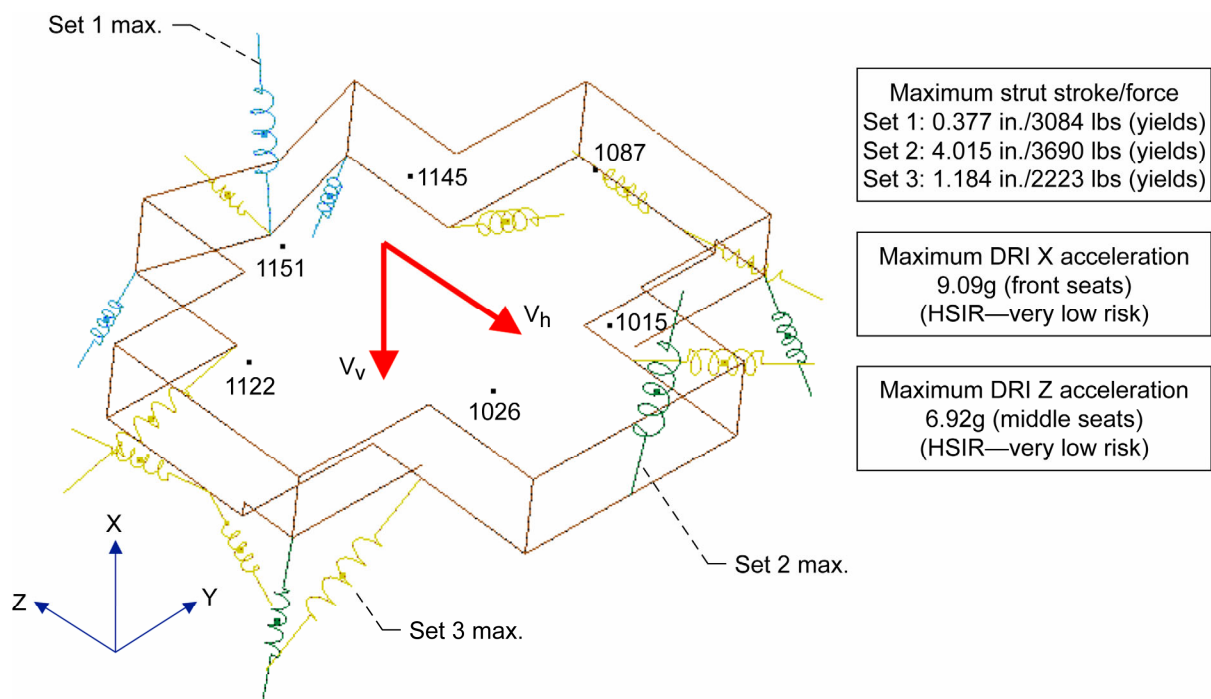 Set 1 max.
1145
1087
1151
1015
1122
1026
Vh
Vv
X
Z
Y
Set 2 max.
Set 3 max.
Maximum strut stroke/force
Set 1: 0.377 in./3084 lbs (yields)
Set 2: 4.015 in./3690 lbs (yields)
Set 3: 1.184 in./2223 lbs (yields)
Maximum DRI X acceleration
9.09g (front seats)
(HSIR—very low risk)
Maximum DRI Z acceleration
6.92g (middle seats)
(HSIR—very low risk)